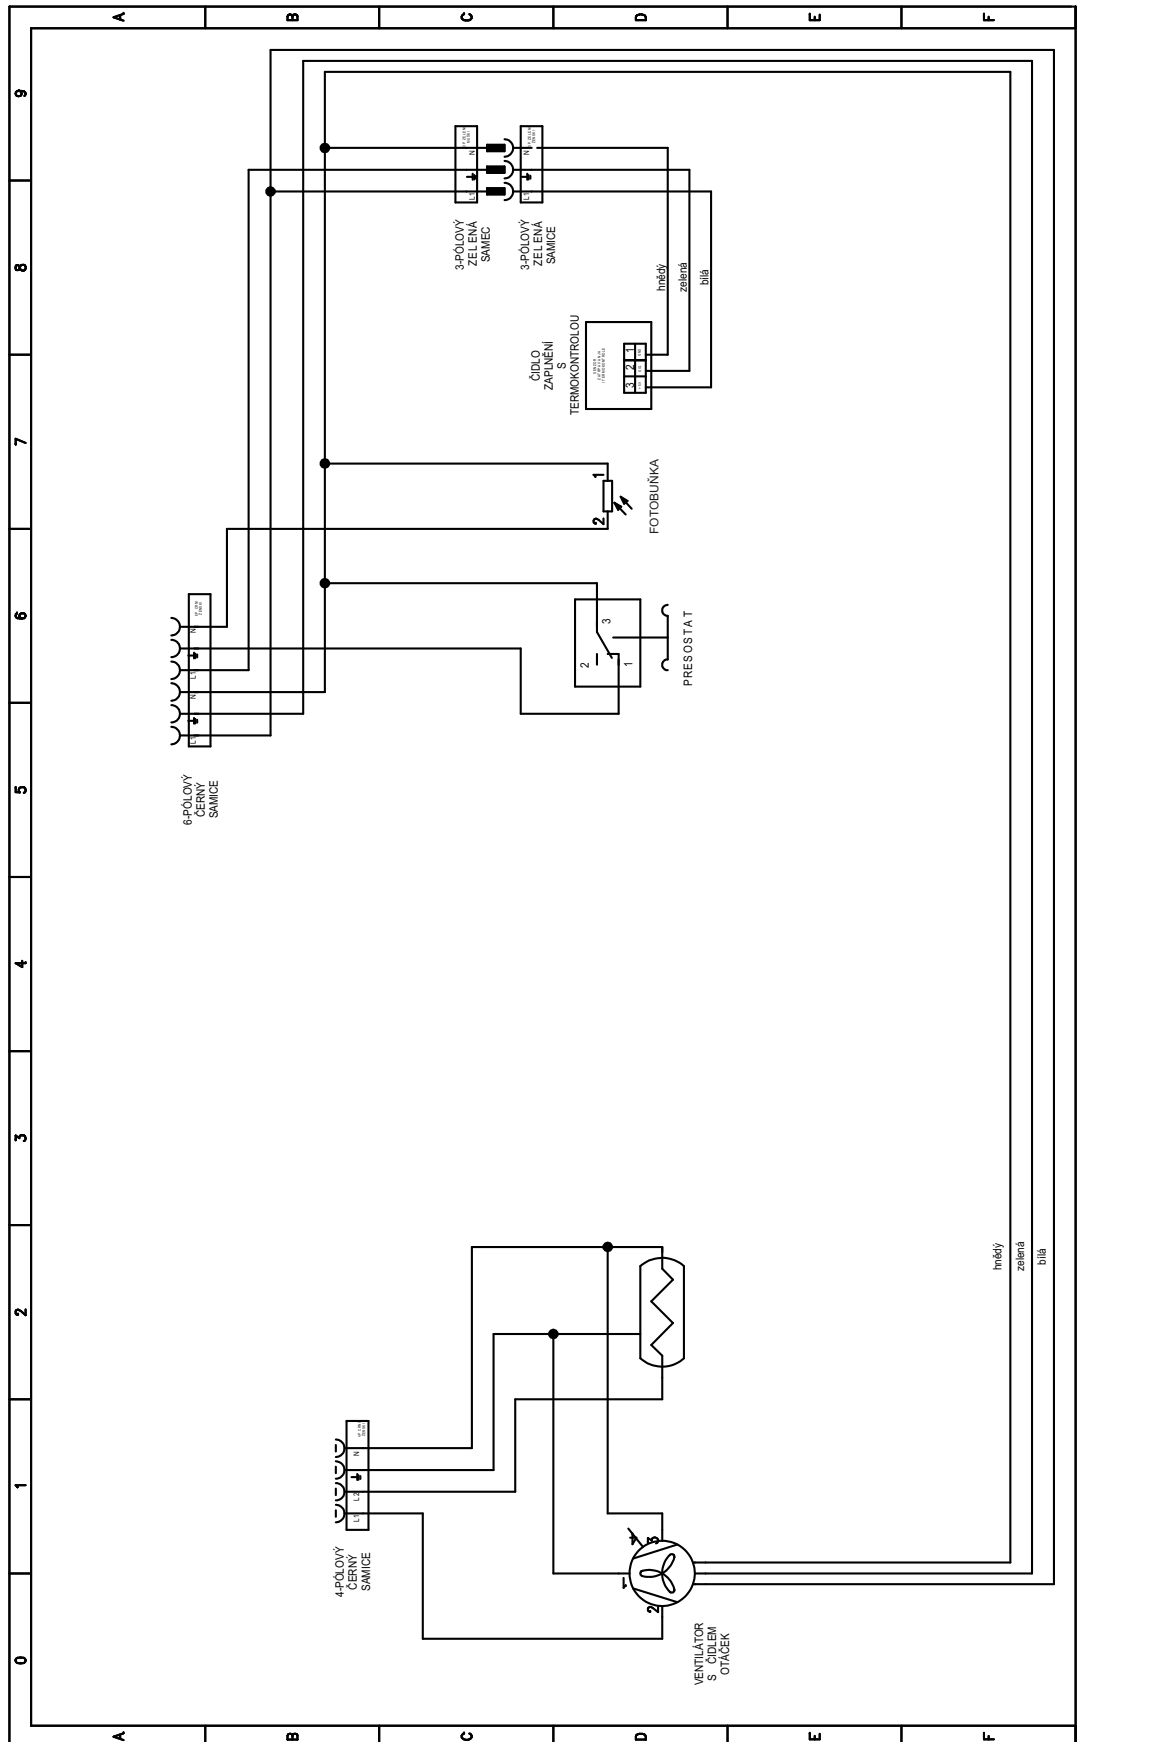 A
B
C
D
E
F
9
8
7
6
5
4
3
2
1
0
N
L1
3-PÓLOVÝ
ZELENÁ
SAMEC
N
L1
3-PÓLOVÝ
ZELENÁ
SAMICE
hnědý
zelená
bílá
ČIDLO
ZAPLNĚNÍ
S
TERMOKONTROLOU
3 2 1
1
2
FOTOBUŇKA
3
2
1
PRESOSTAT
N
L1
N
L1
6-PÓLOVÝ
ČERNÝ
SAMICE
hnědý
zelená
bílá
N
L2
L1
4-PÓLOVÝ
ČERNÝ
SAMICE
3
1
2
VENTILÁTOR
S ČIDLEM
OTÁČEK
A
B
C
D
E
F